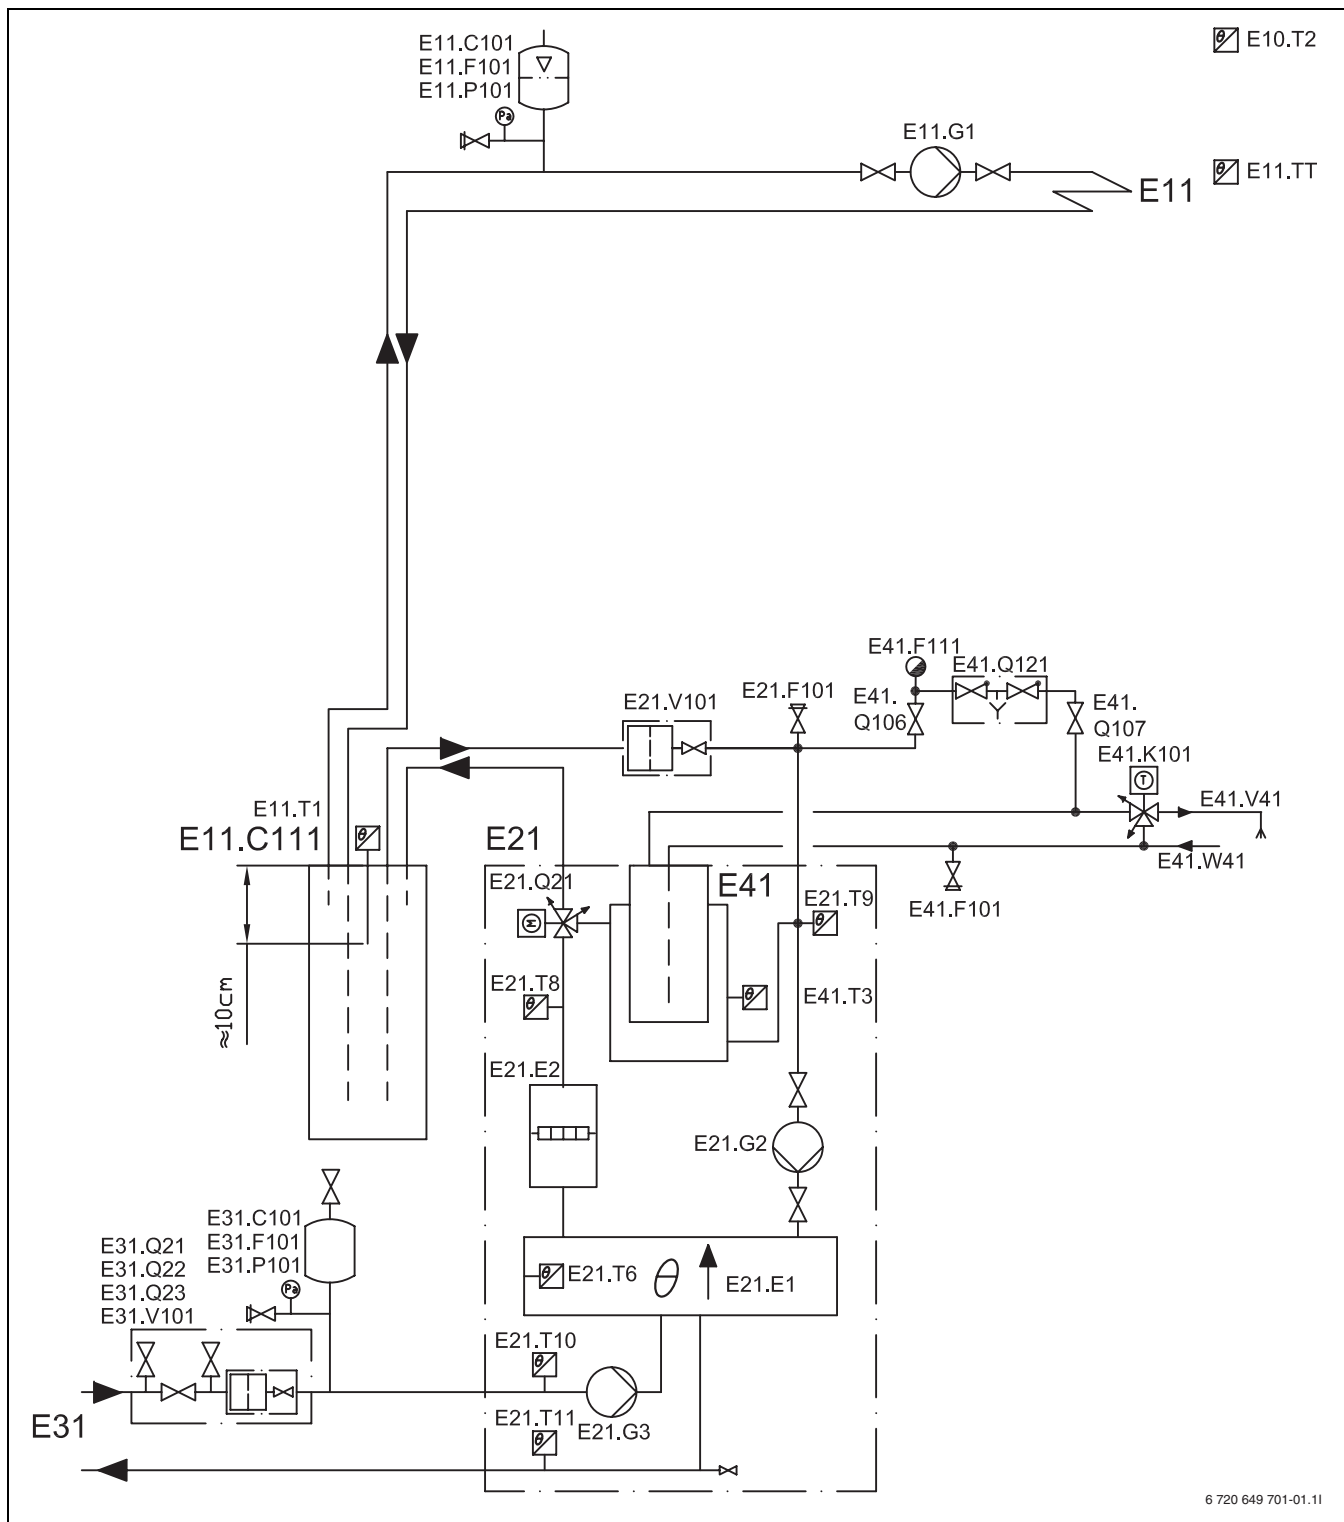 E11.C101
E11.F101
E11.P101
Pa
E10.T2
θ
E11.G1
E11
E11.TT
θ
E41.F111
E41.Q121
E21.V101
E21.F101
E41.
Q106
E41.
Q107
E41.K101
T
E41.V41
E41.W41
E41.F101
E11.T1
E11.C111
θ
E21
E21.Q21
M
E41
E21.T9
θ
E21.T8
θ
θ
E41.T3
≈10cm
E21.E2
E21.G2
E31.C101
E31.F101
E31.P101
Pa
E31.Q21
E31.Q22
E31.Q23
E31.V101
θ
E21.T6
E21.E1
E21.T10
θ
E21.T11
θ
E21.G3
E31
6 720 649 701-01.1I